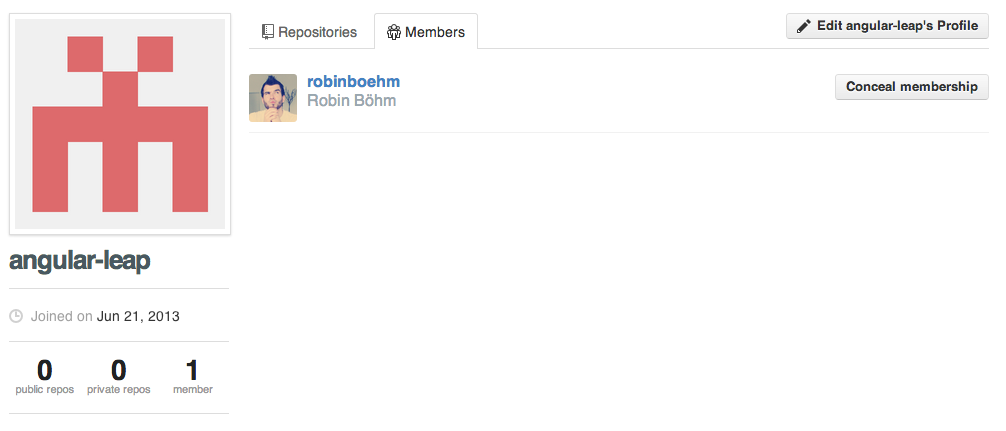 Repositories
Members
Edit angular-leap's Profile
robinboehm
Robin Böhm
Conceal membership
angular-leap
Joined on Jun 21, 2013
0 0 1
public repos private repos member